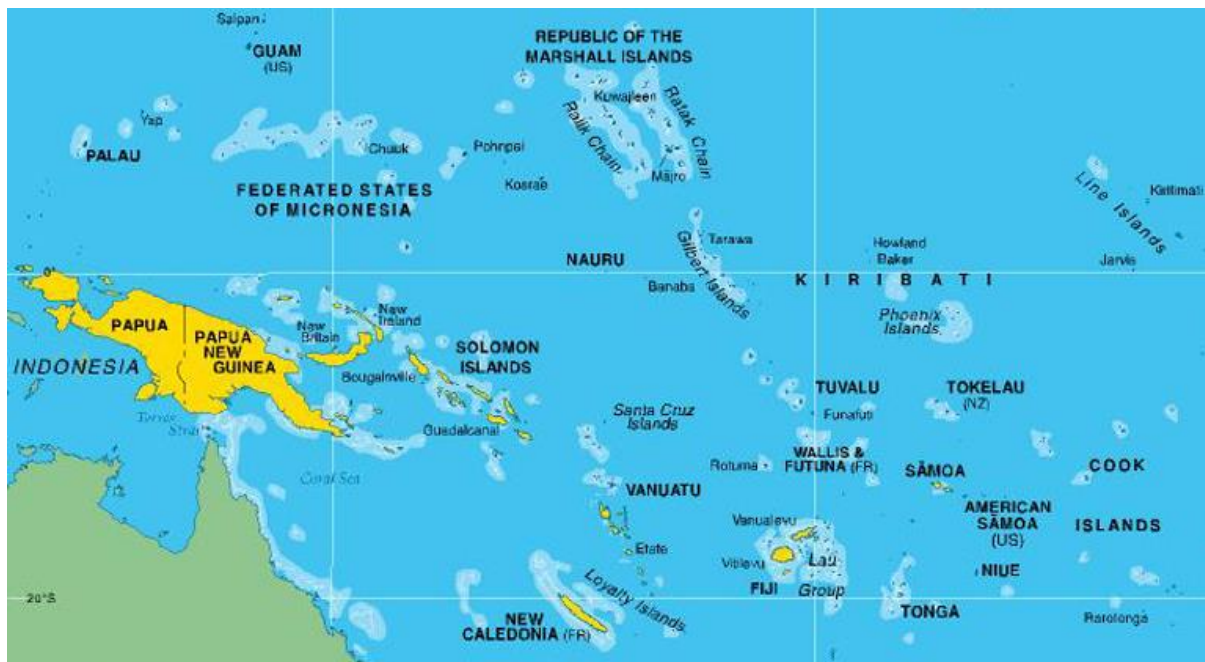 Saipan
GUAM
(US)
REPUBLIC OF THE
MARSHALL ISLANDS
Kuwajleen
Ratak Chain
Ralik Chain
Majro
Yap
PALAU
Chuuk
Pohnpei
Kosrae
FEDERATED STATES
OF MICRONESIA
Line Islands
Kiritimati
NAURU
Tarawa
Gilbert Islands
Banaba
Howland
Baker
Jarvis
KIRIBATI
Phoenix
Islands
0°
PAPUA
PAPUA
NEW
GUINEA
INDONESIA
New
Britain
New
Ireland
Bougainville
SOLOMON
ISLANDS
Guadalcanal
Santa Cruz
Islands
TUVALU
Funafuti
TOKELAU
(NZ)
Torres
Strait
Coral Sea
Rotuma
WALLIS &
FUTUNA (FR)
SĀMOA
AMERICAN
SĀMOA
(US)
COOK
ISLANDS
VANUATU
Etate
Vanualevu
Vitilevu
FIJI
Lau
Group
NIUE
TONGA
Rarotonga
20°S
NEW
CALEDONIA (FR)
Loyalty Islands